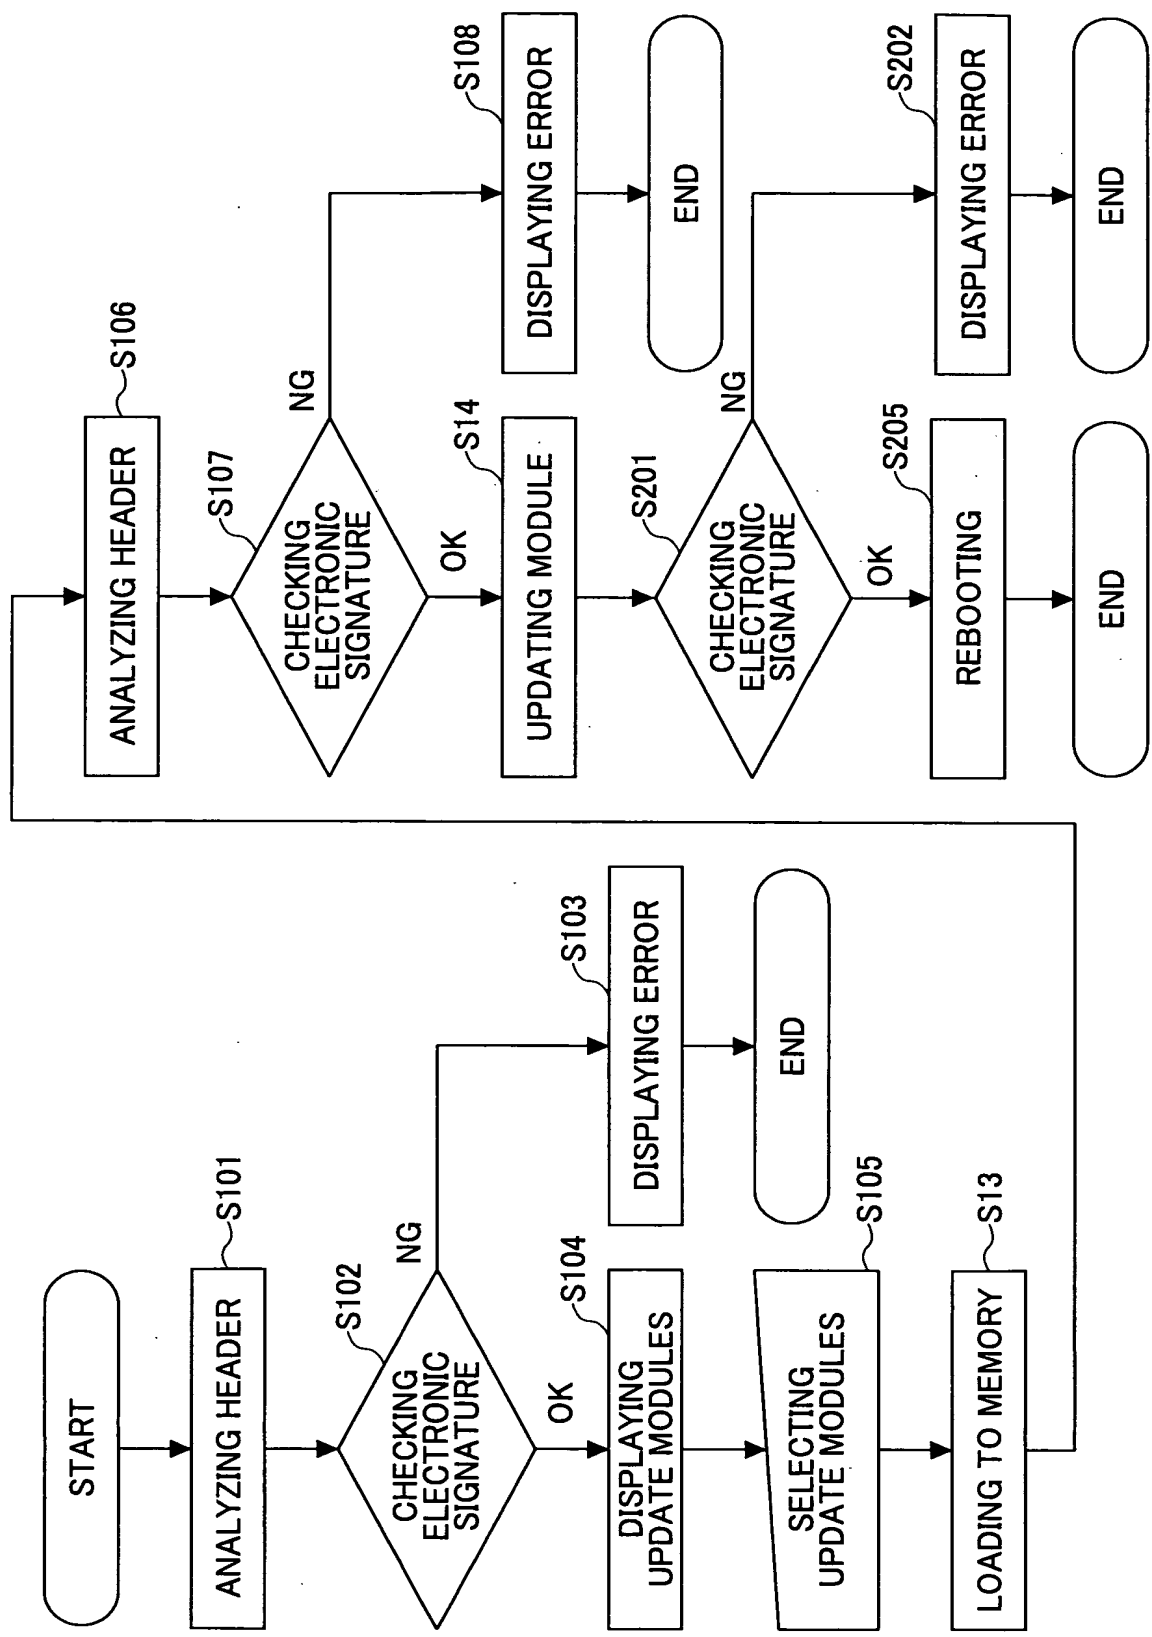 START
ANALYZING HEADER
S101
CHECKING
ELECTRONIC
SIGNATURE
S102
NG
OK
DISPLAYING ERROR
S103
END
DISPLAYING
UPDATE MODULES
S104
SELECTING
UPDATE MODULES
S105
LOADING TO MEMORY
S13
ANALYZING HEADER
S106
CHECKING
ELECTRONIC
SIGNATURE
S107
NG
OK
DISPLAYING ERROR
S108
END
UPDATING MODULE
S14
CHECKING
ELECTRONIC
SIGNATURE
S201
NG
OK
DISPLAYING ERROR
S202
END
REBOOTING
S205
END